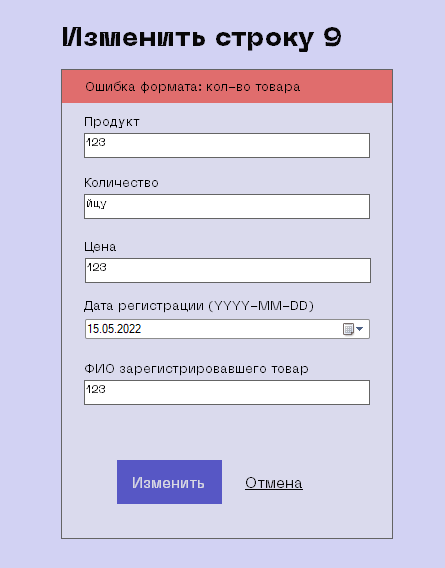 Изменить строку 9
Ошибка формата: кол-во товара
Продукт
123
Количество
йцу
Цена
123
Дата регистрации (YYYY-MM-DD)
15.05.2022
ФИО зарегистрировавшего товар
123
Изменить Отмена